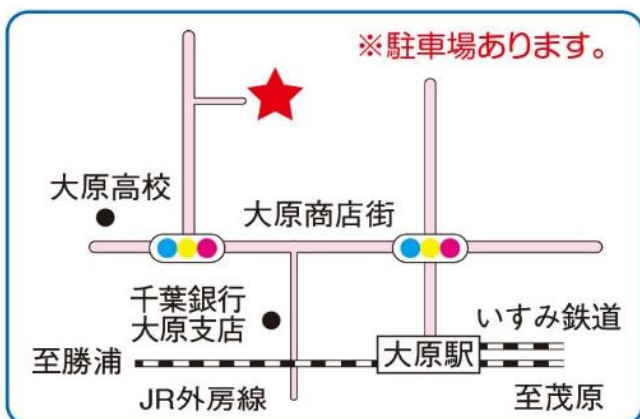 ※駐車場あります。
大原高校
大原商店街
千葉銀行
大原支店
いすみ鉄道
大原駅
至勝浦
JR外房線
至茂原